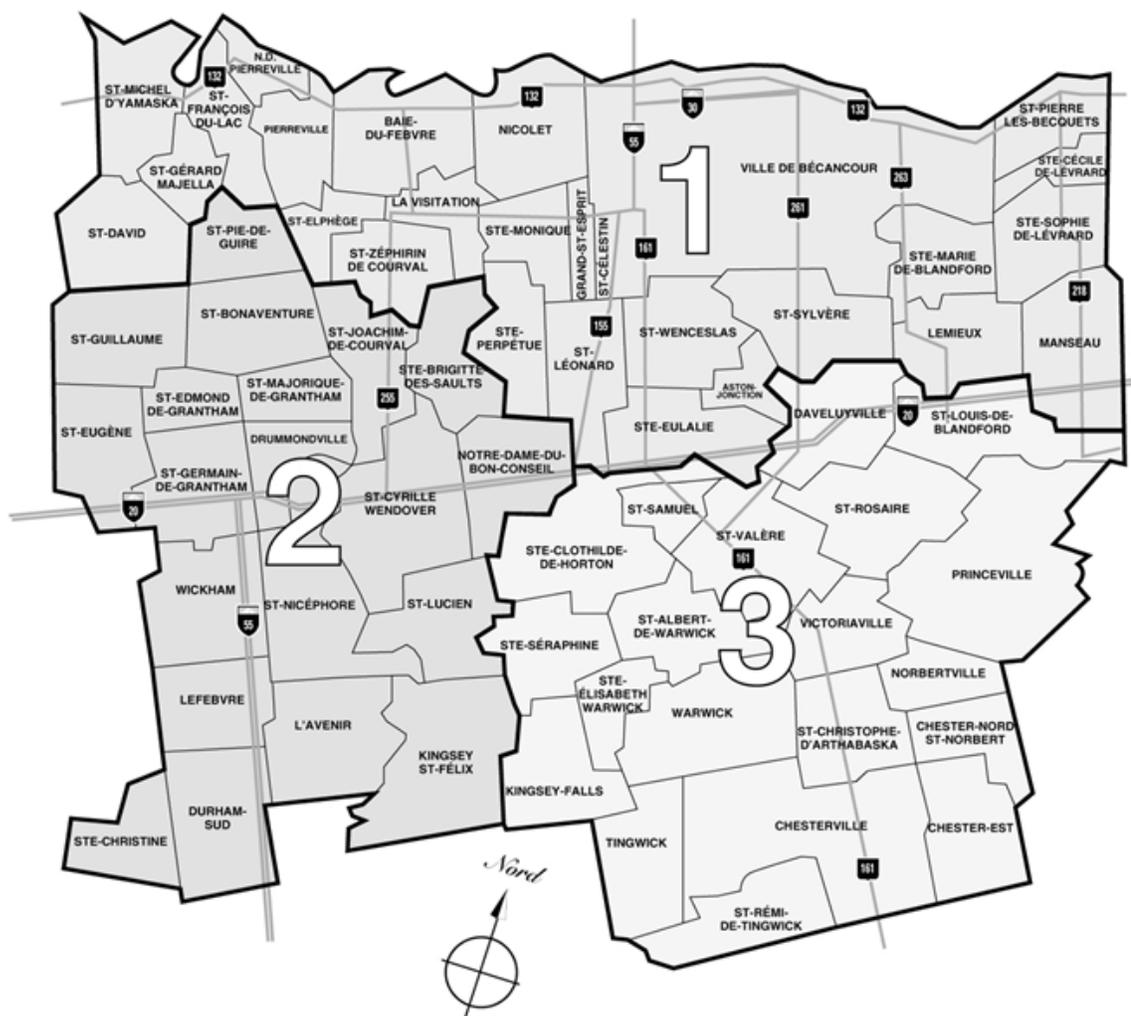 N.D.
PIERREVILLE
132
ST-MICHEL
D'YAMASKA
ST-
FRANÇOIS
DU-LAC
PIERREVILLE
BAIE-
DU-FEBVRE
132
NICOLET
55
30
132
ST-PIERRE
LES-BECQUETS
ST-GÉRARD
MAJELLA
1
VILLE DE BÉCANCOUR
263
STE-CÉCILE
DE-LÉVRARD
ST-DAVID
ST-PIE-DE-
GUIRE
ST-ELPHÈGE
LA VISITATION
STE-MONIQUE
GRAND-ST-ESPRIT
ST-CÉLESTIN
161
261
STE-SOPHIE
DE-LÉVRARD
ST-ZÉPHIRIN
DE COURVAL
STE-MARIE
DE-BLANDFORD
218
ST-GUILLAUME
ST-BONAVENTURE
ST-JOACHIM-
DE-COURVAL
STE-
PERPÉTUE
155
ST-
LÉONARD
ST-WENCESLAS
ST-SYLVÈRE
LEMIEUX
MANSEAU
STE-BRIGITTE
DES-SAULTS
ST-EDMOND
DE-GRANTHAM
ST-MAJORIQUE-
DE-GRANTHAM
255
ASTON-
JONCTION
ST-EUGÈNE
DRUMMONDVILLE
STE-EULALIE
DAVELUYVILLE
20
ST-LOUIS-DE-
BLANDFORD
ST-GERMAIN-
DE-GRANTHAM
NOTRE-DAME-DU-
BON-CONSEIL
20
2
ST-CYRILLE
WENDOVER
ST-SAMUEL
ST-VALÈRE
ST-ROSAIRE
STE-CLOTHILDE-
DE-HORTON
161
PRINCEVILLE
WICKHAM
55
ST-NICÉPHORE
ST-LUCIEN
STE-SÉRAPHINE
ST-ALBERT-
DE-WARWICK
3
VICTORIAVILLE
LEFEBVRE
L'AVENIR
STE-
ÉLISABETH
WARWICK
WARWICK
NORBERTVILLE
ST-CHRISTOPHE-
D'ARTHABASKA
CHESTER-NORD
ST-NORBERT
KINGSEY
ST-FÉLIX
KINGSEY-FALLS
STE-CHRISTINE
DURHAM-
SUD
TINGWICK
CHESTERVILLE
CHESTER-EST
161
ST-RÉMI-
DE-TINGWICK
Nord